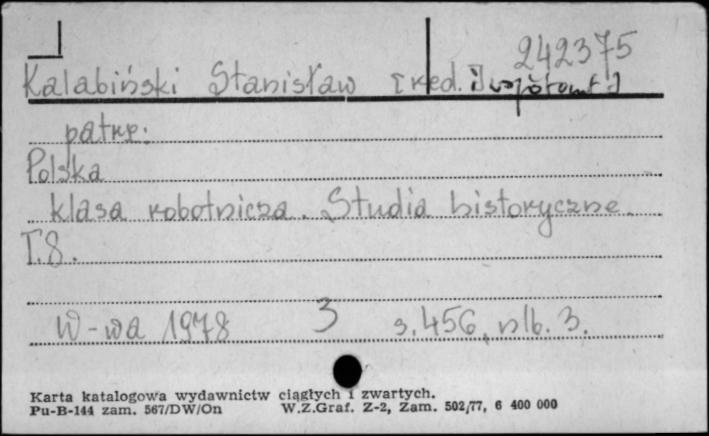 242375
Kalabiński Stanisław [red. i współaut.]
patrz:
Polska
klasa robotnicza. Studia historyczne.
T.8.
W-wa 1978 3 s. 456, nlb. 3.
Karta katalogowa wydawnictw ciągłych i zwartych.
Pu-B-144 zam. 567/DW/On W.Z.Graf. Z-2, Zam. 502/77, 6 400 000